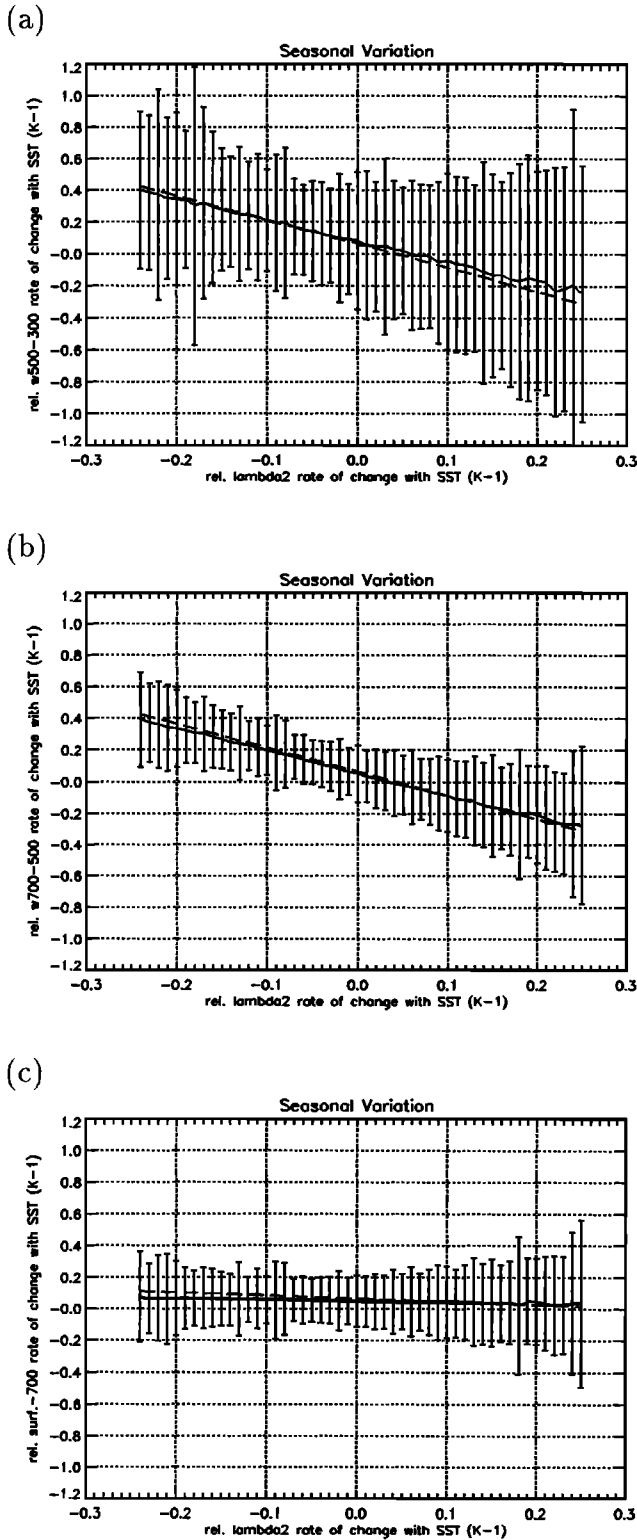 (a)
Seasonal Variation
rel. w500-300 rate of change with SST (K-1)
1.2
1.0
0.8
0.6
0.4
0.2
-0.0
-0.2
-0.4
-0.6
-0.8
-1.0
-1.2
-0.3 -0.2 -0.1 0.0 0.1 0.2 0.3
rel. lambda2 rate of change with SST (K-1)
(b)
Seasonal Variation
rel. w700-500 rate of change with SST (K-1)
1.2
1.0
0.8
0.6
0.4
0.2
-0.0
-0.2
-0.4
-0.6
-0.8
-1.0
-1.2
-0.3 -0.2 -0.1 0.0 0.1 0.2 0.3
rel. lambda2 rate of change with SST (K-1)
(c)
Seasonal Variation
rel. surf.-700 rate of change with SST (K-1)
1.2
1.0
0.8
0.6
0.4
0.2
-0.0
-0.2
-0.4
-0.6
-0.8
-1.0
-1.2
-0.3 -0.2 -0.1 0.0 0.1 0.2 0.3
rel. lambda2 rate of change with SST (K-1)